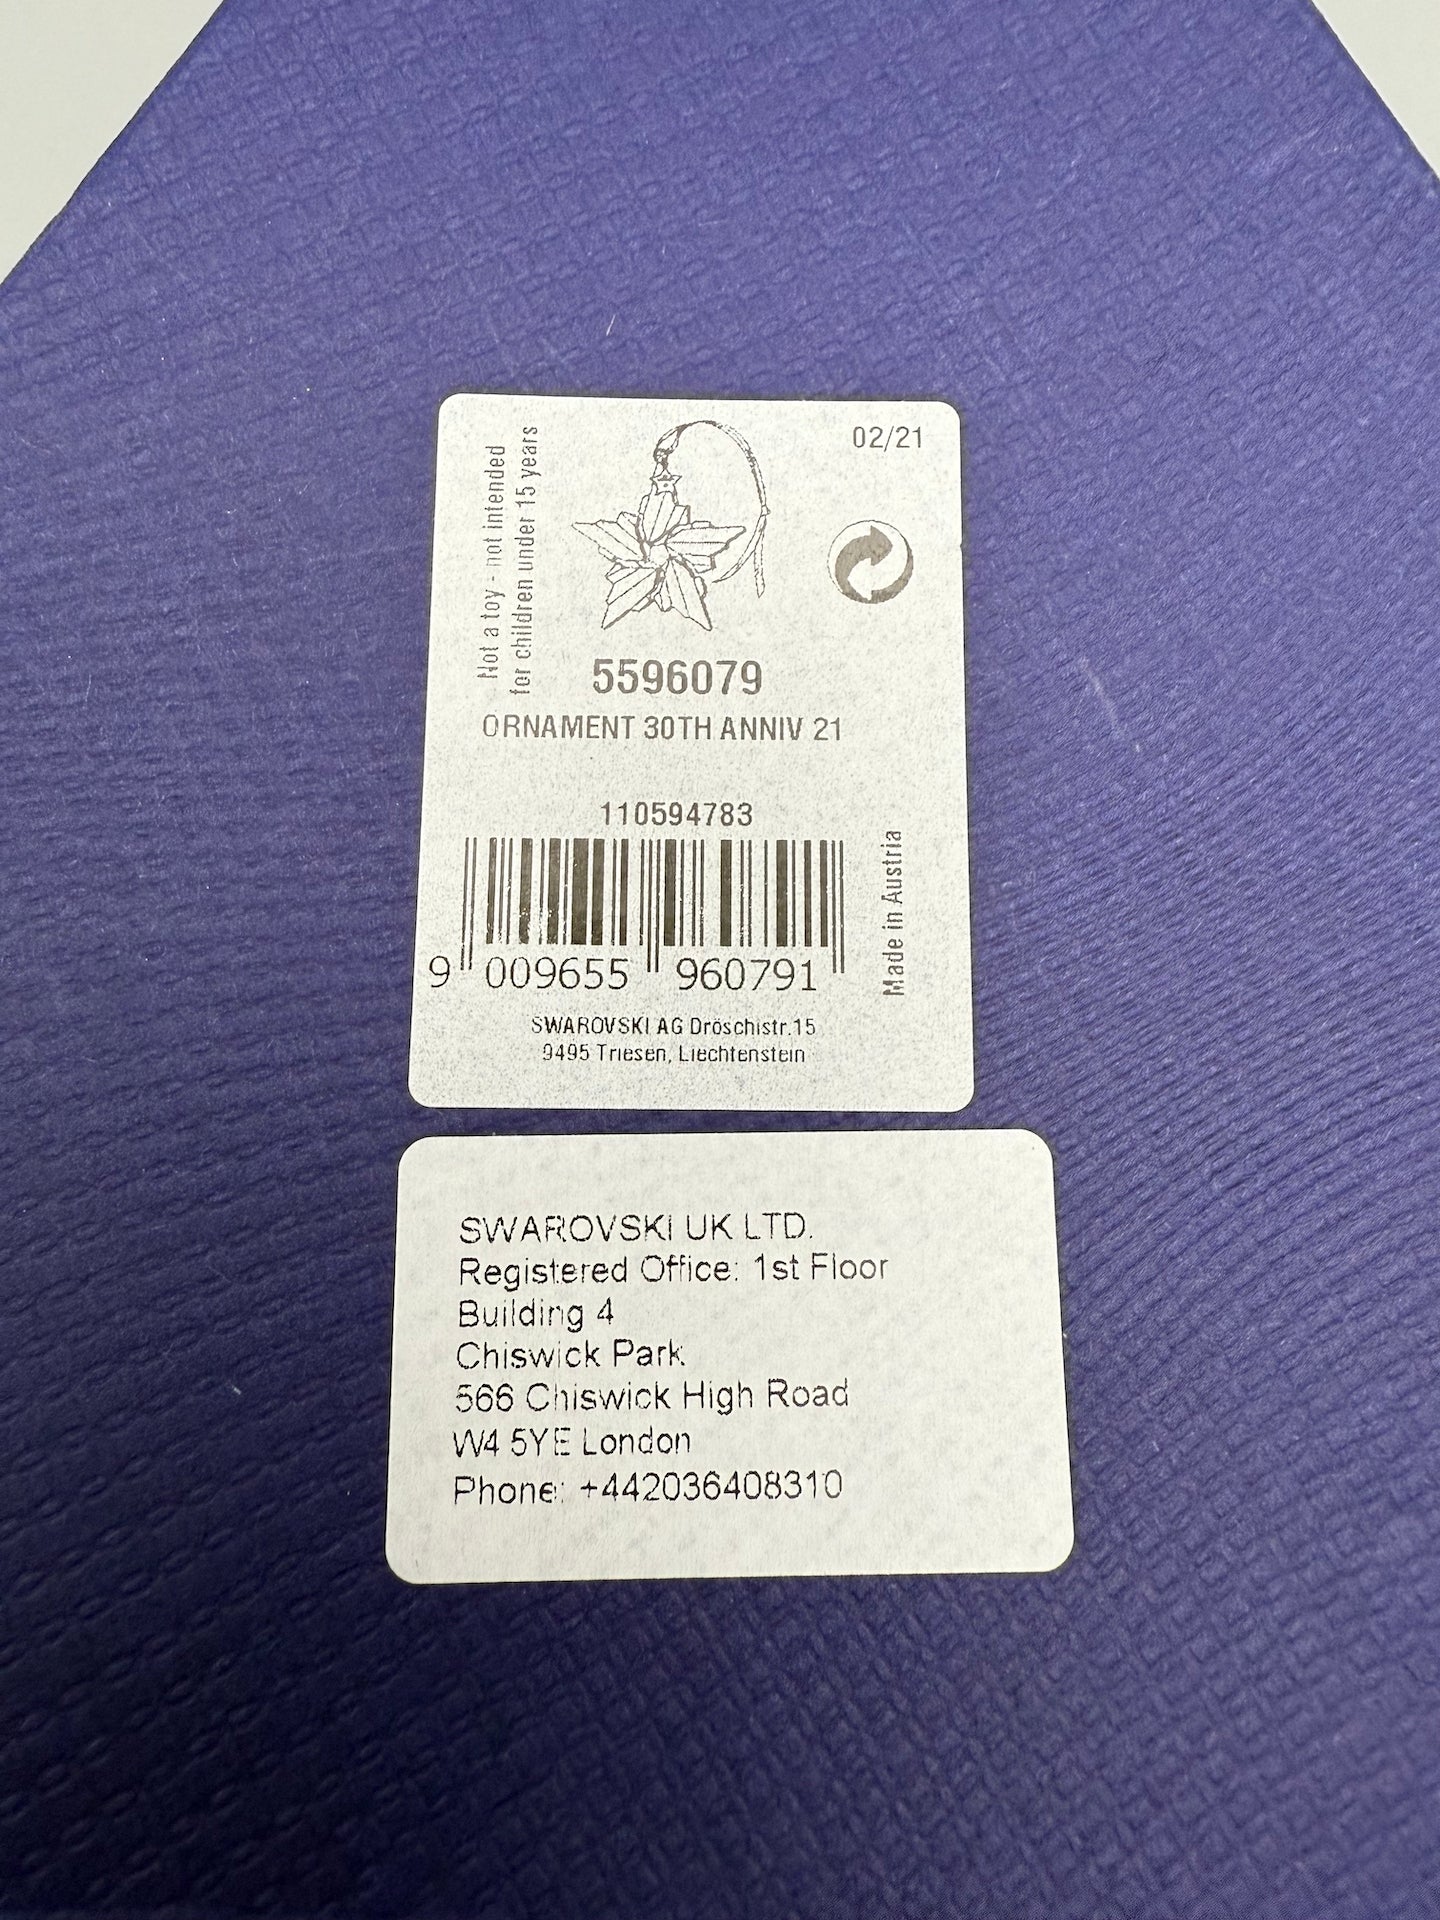 Not a toy - not intended
for children under 15 years
02/21
5596079
ORNAMENT 30TH ANNIV 21
110594783
9 009655 960791
Made in Austria
SWAROVSKI AG Dröschistr.15
9495 Triesen, Liechtenstein
SWAROVSKI UK LTD.
Registered Office: 1st Floor
Building 4
Chiswick Park
566 Chiswick High Road
W4 5YE London
Phone: +442036408310